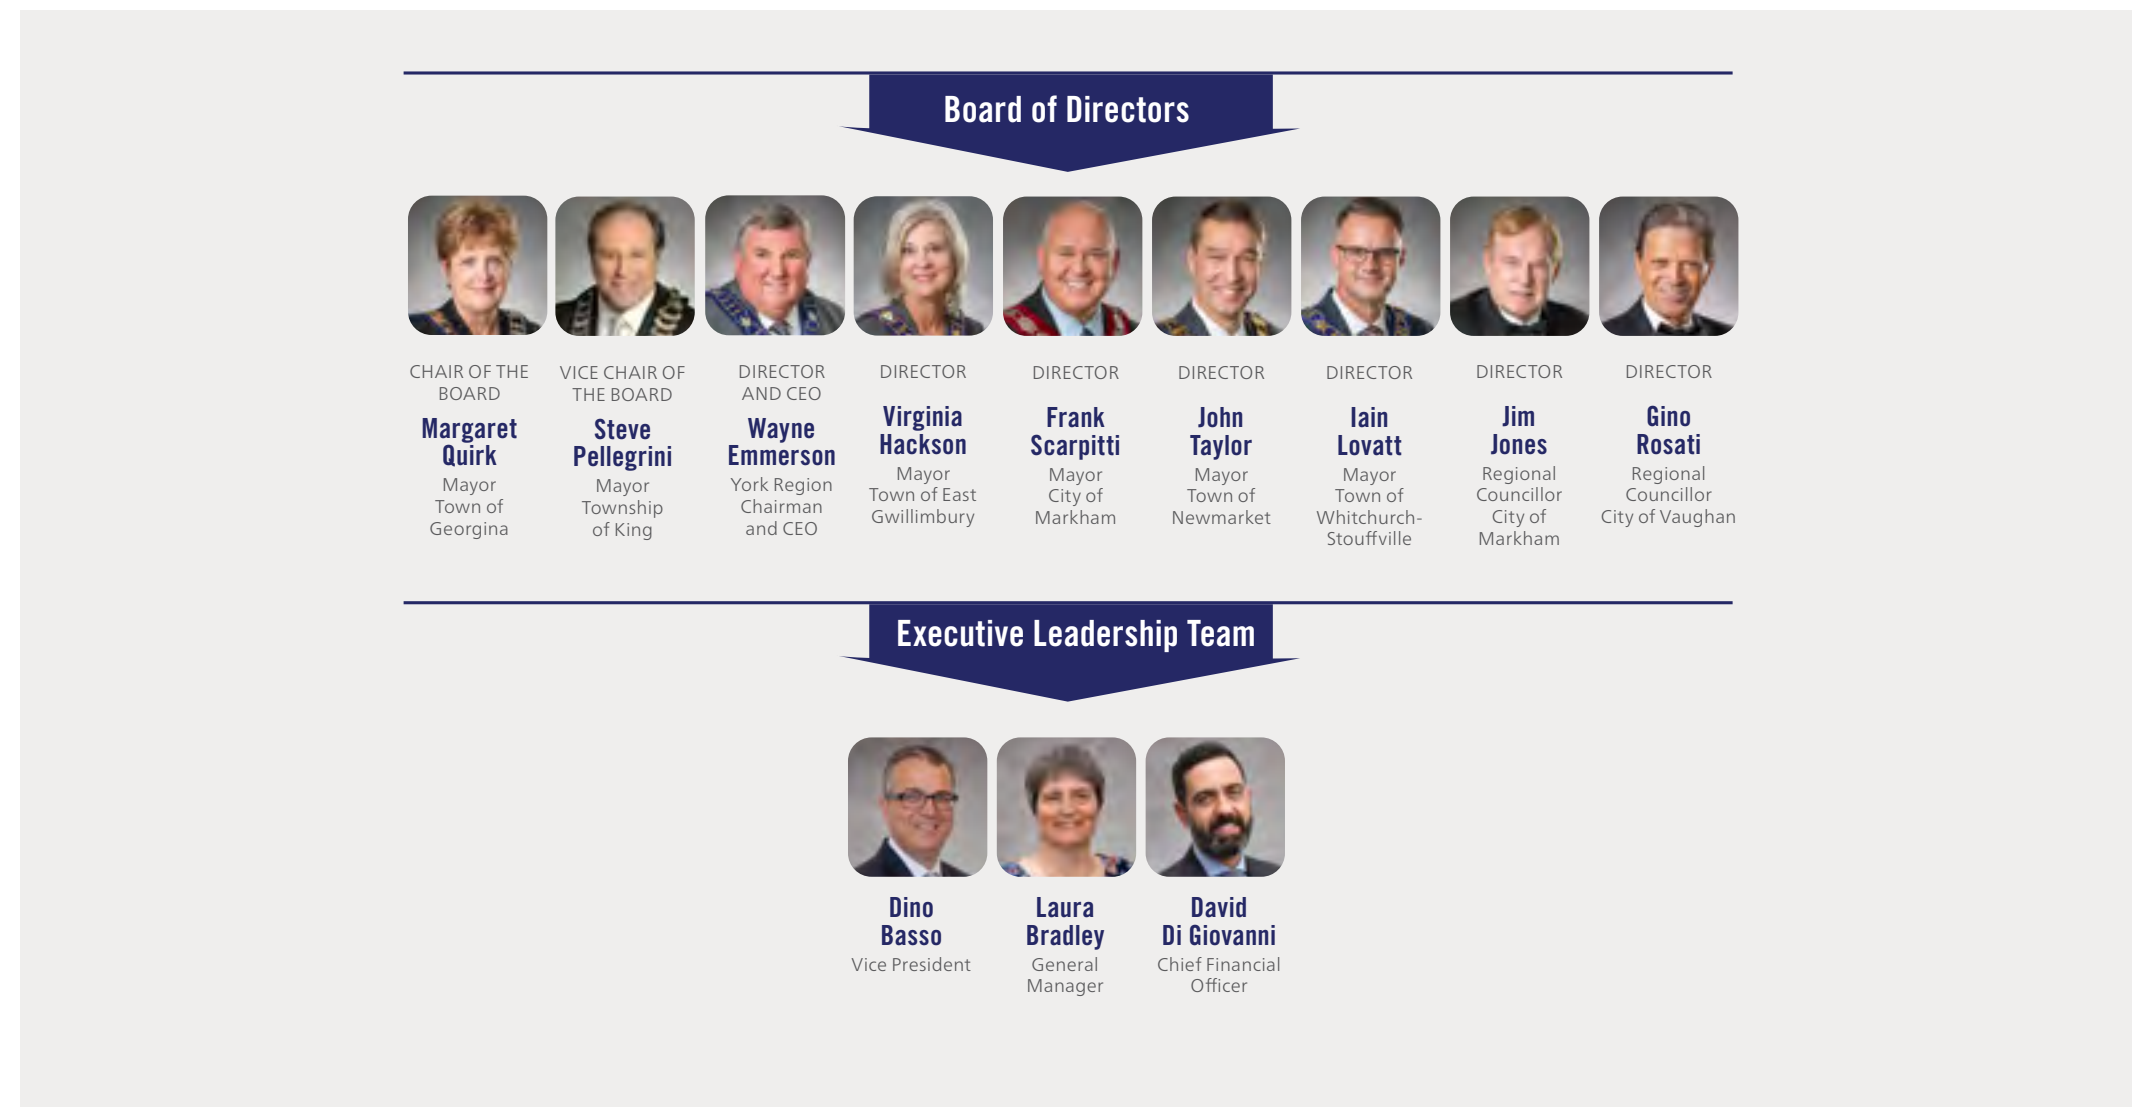 Board of Directors
CHAIR OF THE
BOARD
Margaret
Quirk
Mayor
Town of
Georgina
VICE CHAIR OF
THE BOARD
Steve
Pellegrini
Mayor
Township
of King
DIRECTOR
AND CEO
Wayne
Emmerson
York Region
Chairman
and CEO
DIRECTOR
Virginia
Hackson
Mayor
Town of East
Gwillimbury
DIRECTOR
Frank
Scarpitti
Mayor
City of
Markham
DIRECTOR
John
Taylor
Mayor
Town of
Newmarket
DIRECTOR
Iain
Lovatt
Mayor
Town of
Whitchurch-
Stouffville
DIRECTOR
Jim
Jones
Regional
Councillor
City of
Markham
DIRECTOR
Gino
Rosati
Regional
Councillor
City of Vaughan
Executive Leadership Team
Dino
Basso
Vice President
Laura
Bradley
General
Manager
David
Di Giovanni
Chief Financial
Officer